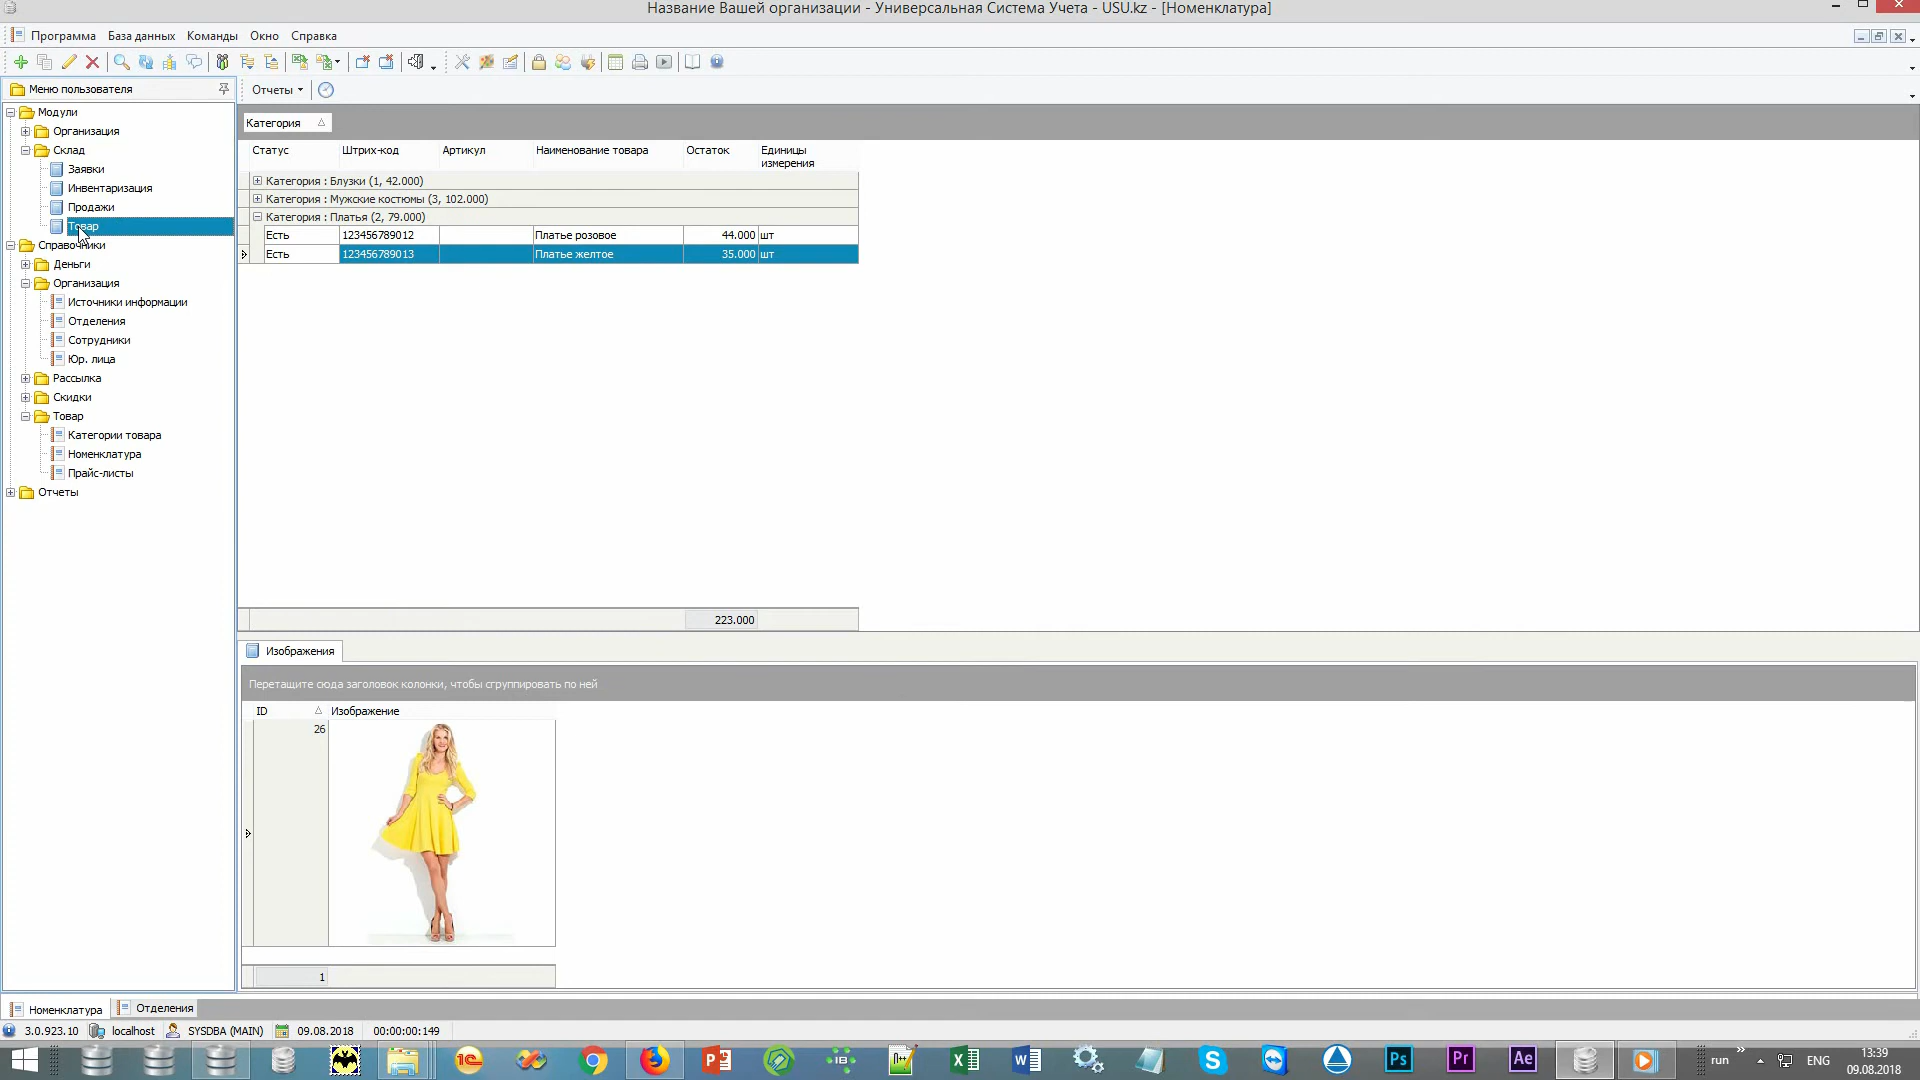 Название Вашей организации - Универсальная Система Учета - USU.kz - [Номенклатура]
Программа База данных Команды Окно Справка
Меню пользователя
Отчеты
Модули
Организация
Склад
Заявки
Инвентаризация
Продажи
Товар
Справочники
Деньги
Организация
Источники информации
Отделения
Сотрудники
Юр. лица
Рассылка
Скидки
Товар
Категории товара
Номенклатура
Прайс-листы
Отчеты
Категория
Статус Штрих-код Артикул Наименование товара Остаток Единицы измерения
Категория : Блузки (1, 42.000)
Категория : Мужские костюмы (3, 102.000)
Категория : Платья (2, 79.000)
Есть 123456789012 Платье розовое 44.000 шт
Есть 123456789013 Платье желтое 35.000 шт
223.000
Изображения
Перетащите сюда заголовок колонки, чтобы сгруппировать по ней
ID Изображение
26
1
Номенклатура Отделения
3.0.923.10 localhost SYSDBA (MAIN) 09.08.2018 00:00:00:149
1С IB n++ X W S Ps Pr Ae run » ENG 13:39
09.08.2018